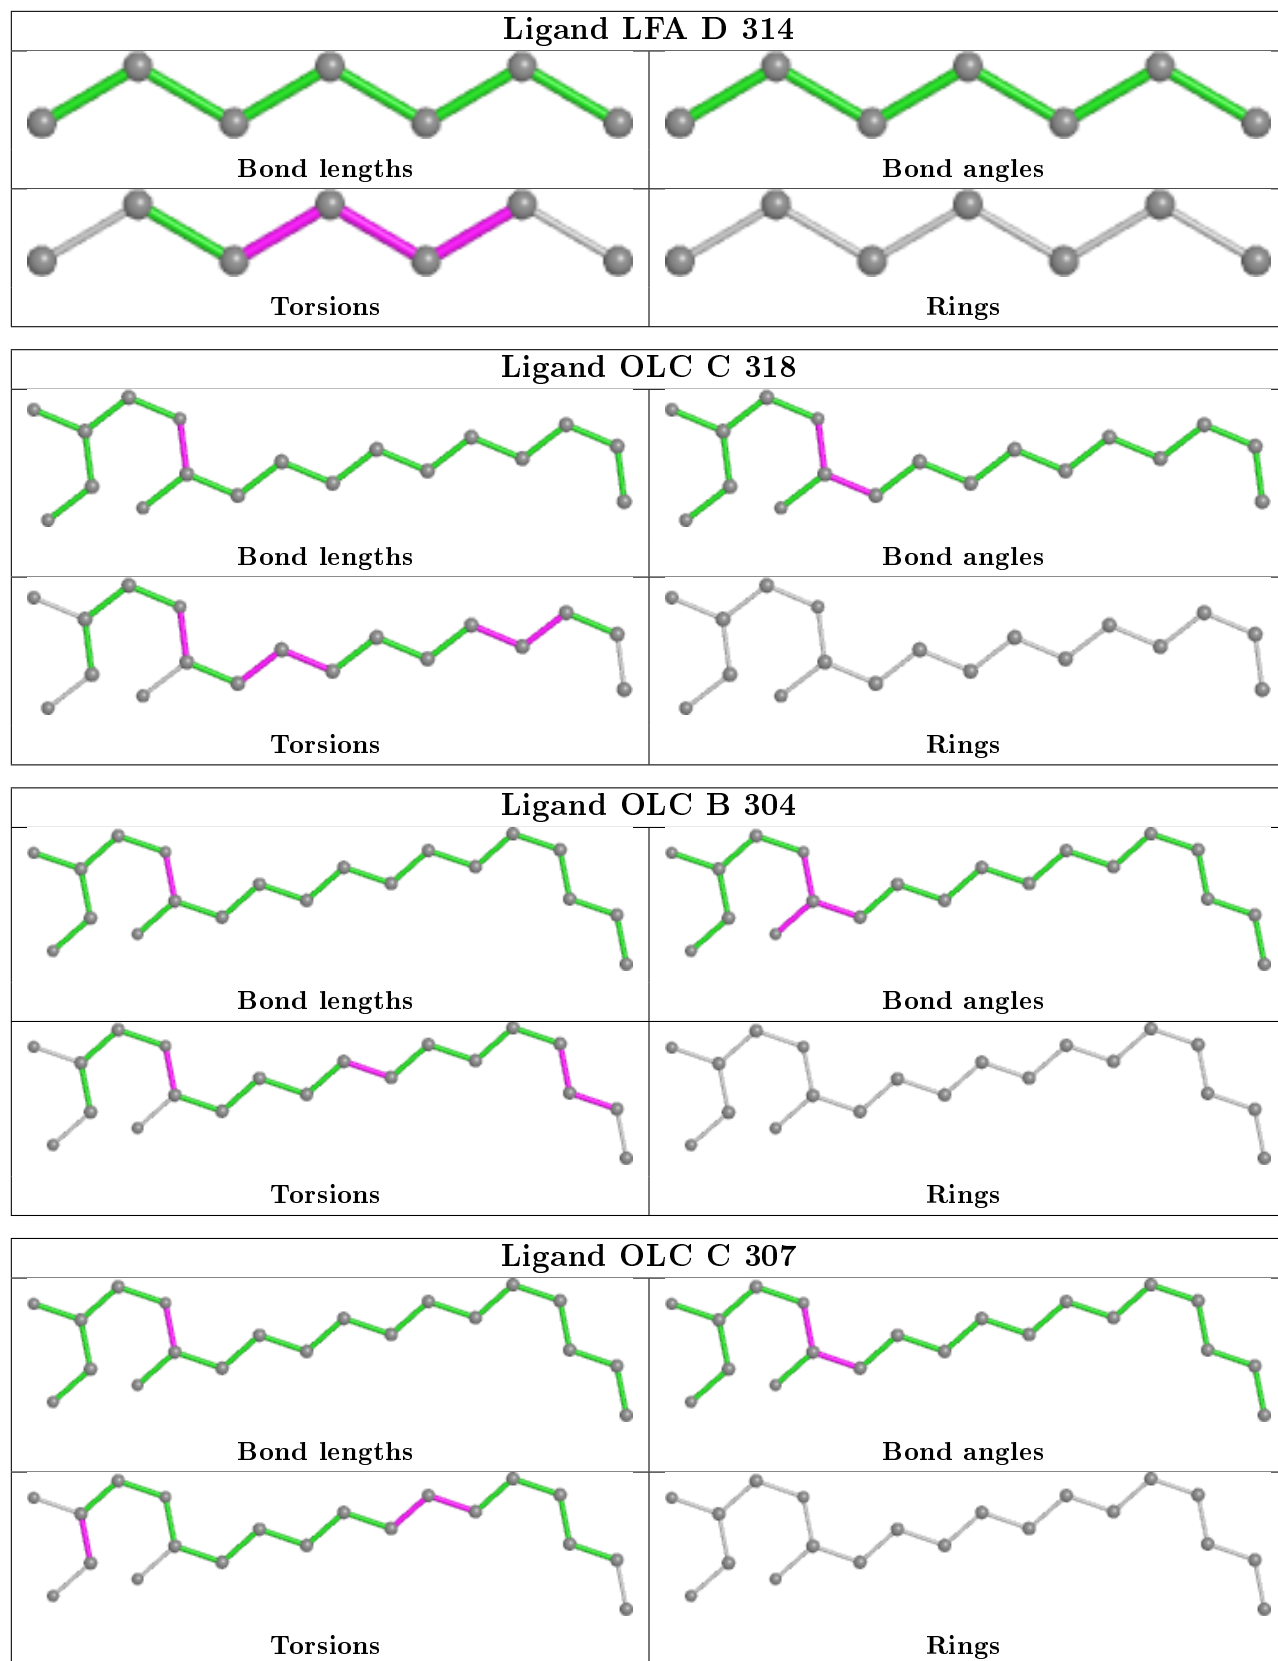 Ligand LFA D 314
Bond lengths
Bond angles
Torsions
Rings
Ligand OLC C 318
Bond lengths
Bond angles
Torsions
Rings
Ligand OLC B 304
Bond lengths
Bond angles
Torsions
Rings
Ligand OLC C 307
Bond lengths
Bond angles
Torsions
Rings